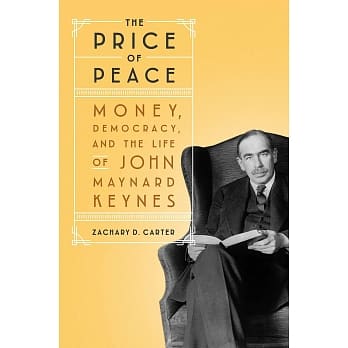 THE
PRICE
OF
PEACE
MONEY,
DEMOCRACY,
AND THE LIFE
OF JOHN
MAYNARD
KEYNES
ZACHARY D. CARTER